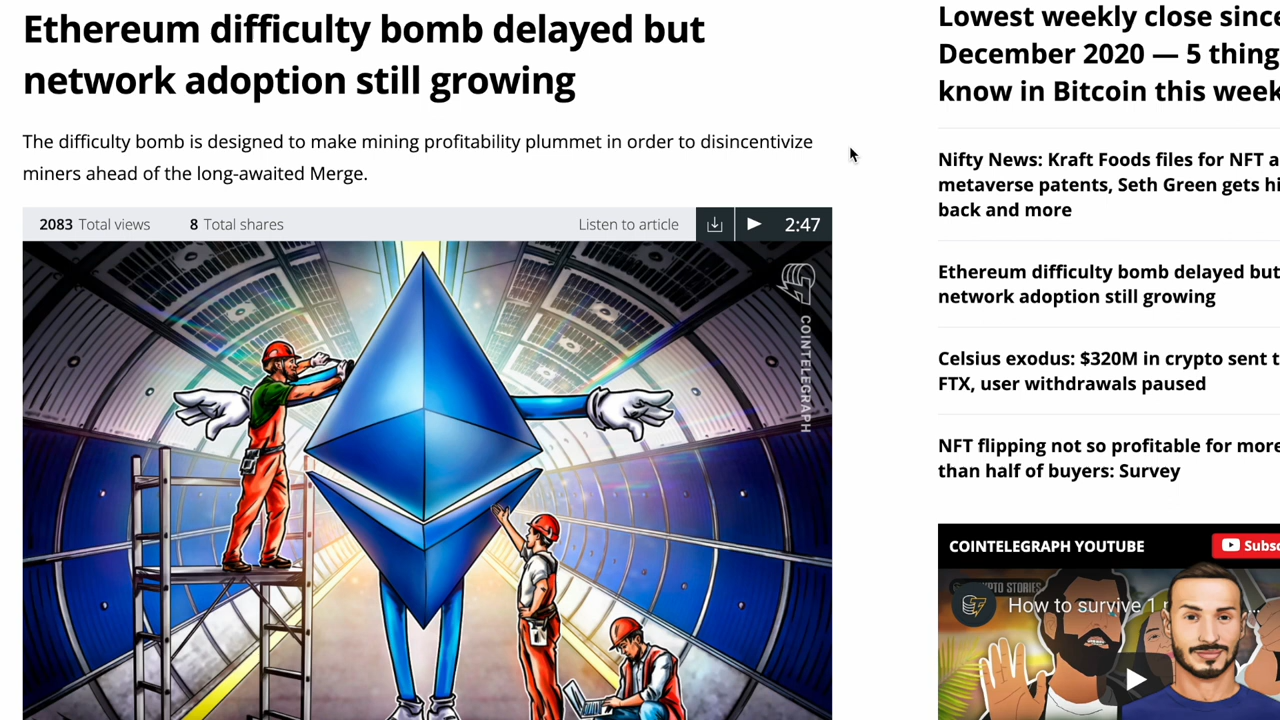 Ethereum difficulty bomb delayed but
network adoption still growing
The difficulty bomb is designed to make mining profitability plummet in order to disincentivize
miners ahead of the long-awaited Merge.
2083 Total views 8 Total shares Listen to article 2:47
COINTELEGRAPH
Lowest weekly close since
December 2020 — 5 thing
know in Bitcoin this week
Nifty News: Kraft Foods files for NFT a
metaverse patents, Seth Green gets hi
back and more
Ethereum difficulty bomb delayed but
network adoption still growing
Celsius exodus: $320M in crypto sent t
FTX, user withdrawals paused
NFT flipping not so profitable for more
than half of buyers: Survey
COINTELEGRAPH YOUTUBE Subsc
PTO STORIES
How to survive 1